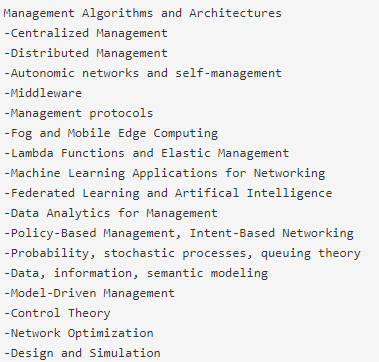 Management Algorithms and Architectures
-Centralized Management
-Distributed Management
-Autonomic networks and self-management
-Middleware
-Management protocols
-Fog and Mobile Edge Computing
-Lambda Functions and Elastic Management
-Machine Learning Applications for Networking
-Federated Learning and Artifical Intelligence
-Data Analytics for Management
-Policy-Based Management, Intent-Based Networking
-Probability, stochastic processes, queuing theory
-Data, information, semantic modeling
-Model-Driven Management
-Control Theory
-Network Optimization
-Design and Simulation